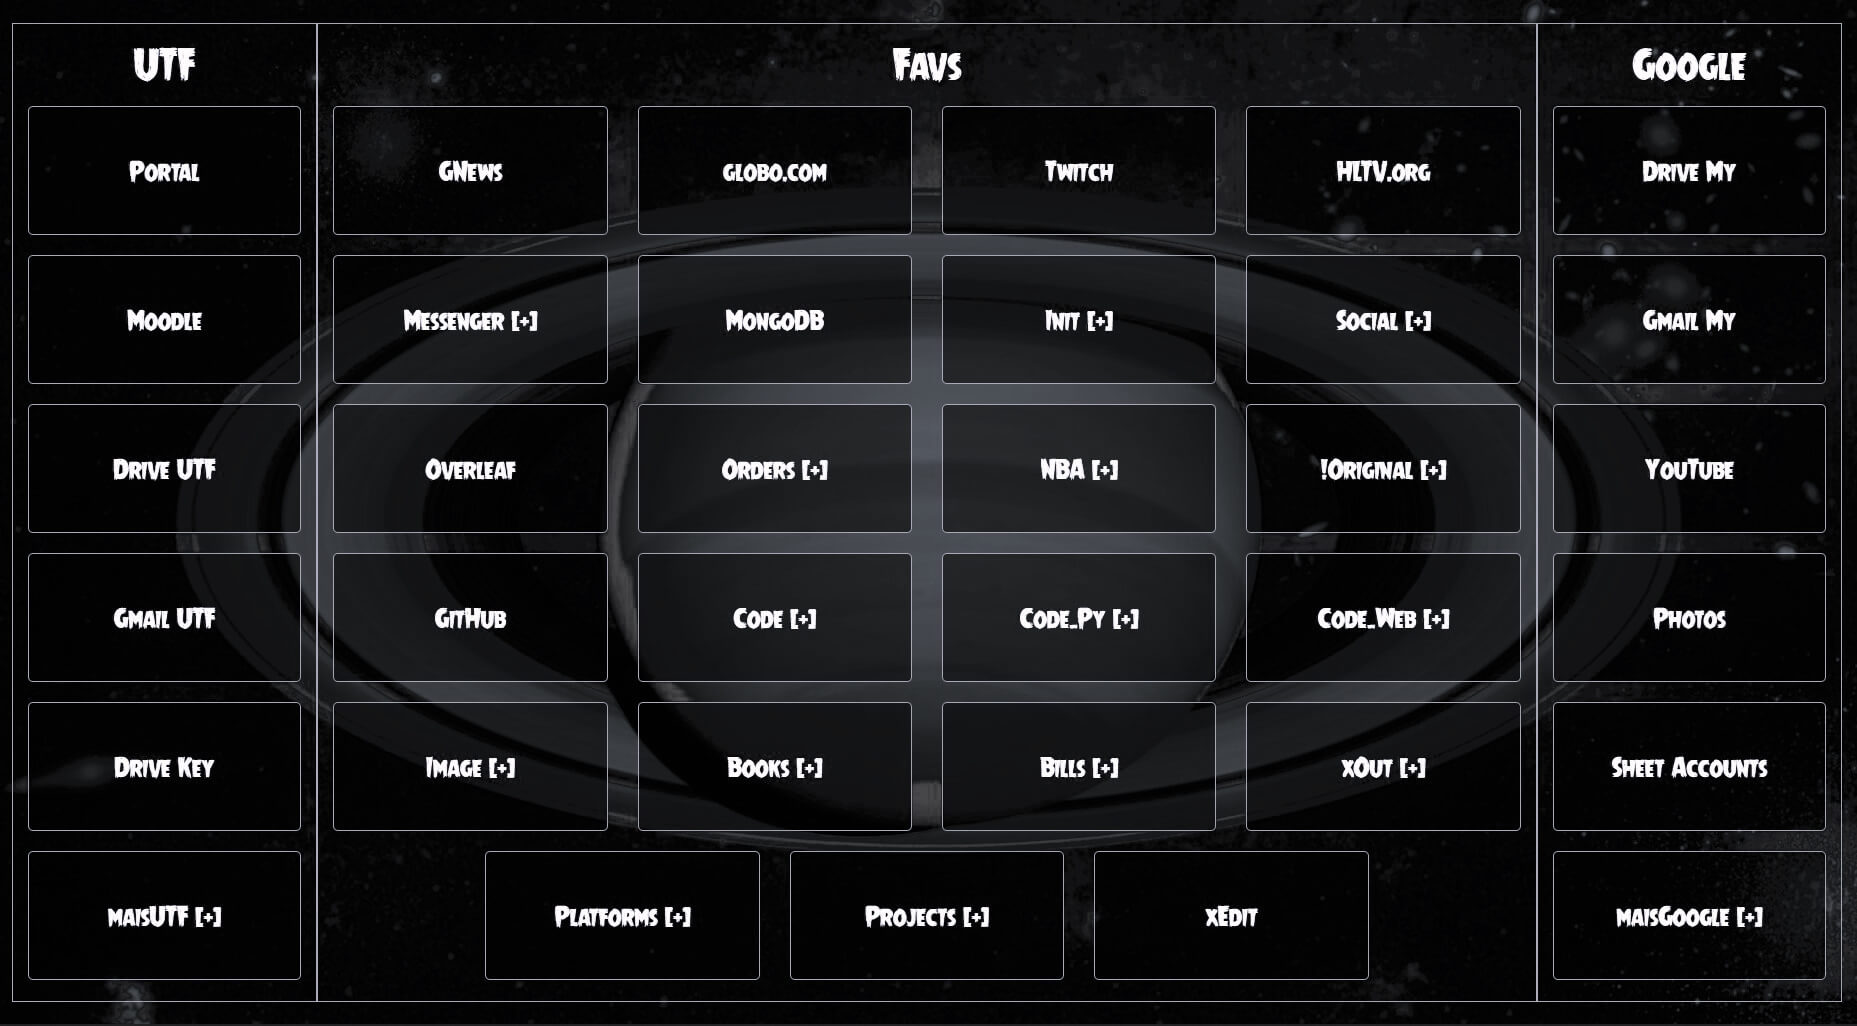 UTF
Favs
Google
Portal
GNews
globo.com
Twitch
HLTV.org
Drive My
Moodle
Messenger [+]
MongoDB
Init [+]
Social [+]
Gmail My
Drive UTF
Overleaf
Orders [+]
NBA [+]
!Original [+]
YouTube
Gmail UTF
GitHub
Code [+]
Code_Py [+]
Code_Web [+]
Photos
Drive Key
Image [+]
Books [+]
Bills [+]
xOut [+]
Sheet Accounts
maisUTF [+]
Platforms [+]
Projects [+]
xEdit
maisGoogle [+]